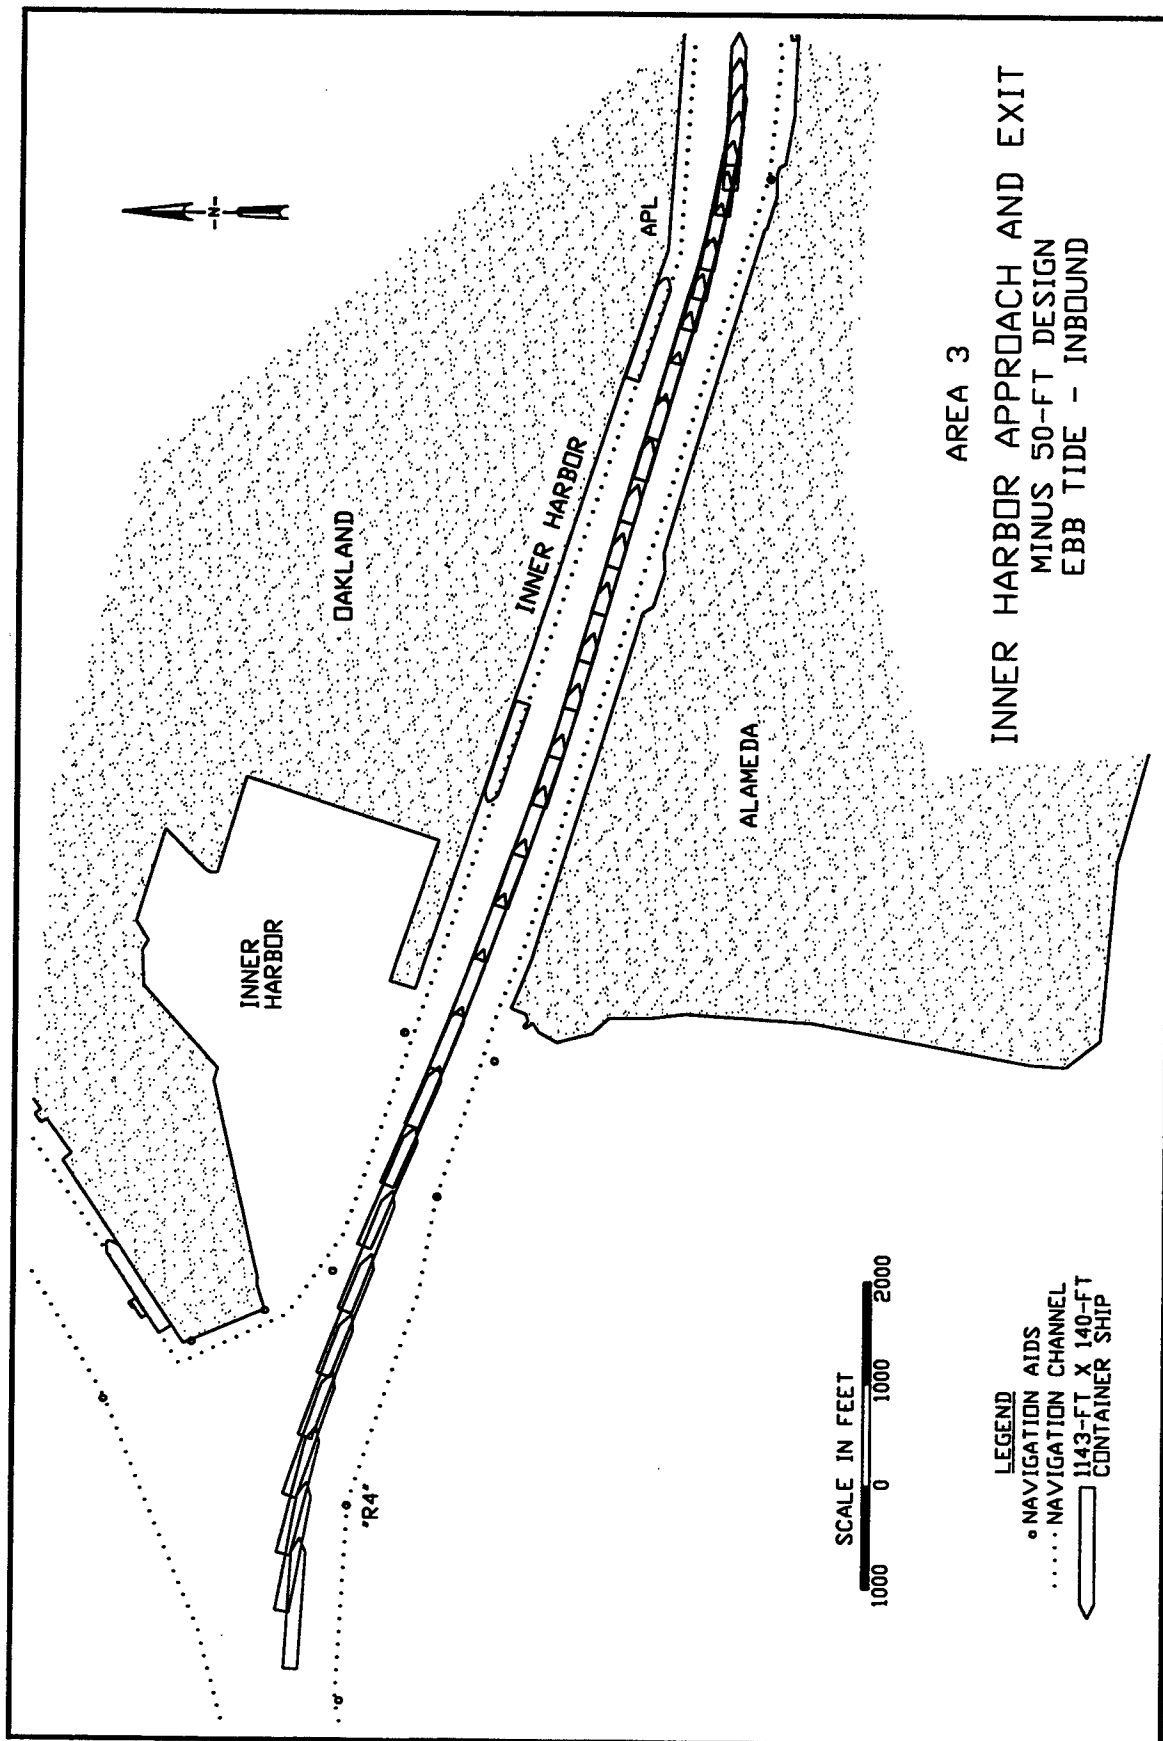 -N-
OAKLAND
INNER
HARBOR
INNER HARBOR
APL
ALAMEDA
"R4"
AREA 3
INNER HARBOR APPROACH AND EXIT
MINUS 50-FT DESIGN
EBB TIDE - INBOUND
SCALE IN FEET
1000 0 1000 2000
LEGEND
NAVIGATION AIDS
NAVIGATION CHANNEL
1143-FT X 140-FT
CONTAINER SHIP